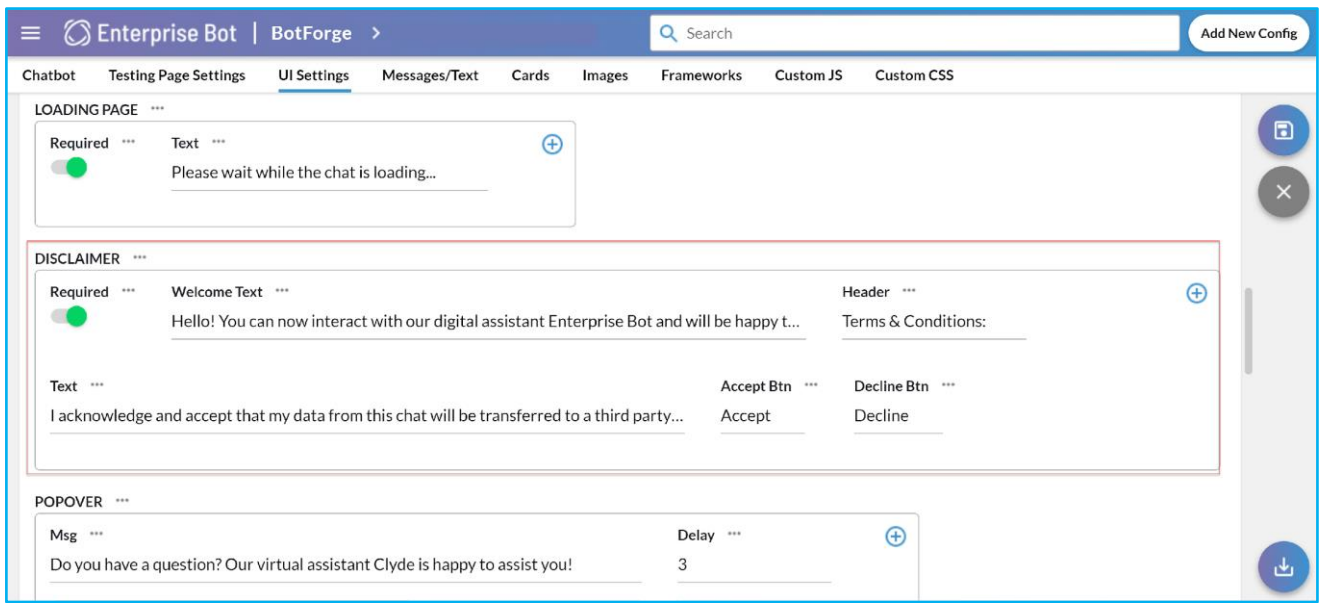 Enterprise Bot | BotForge >
Search
Add New Config
Chatbot Testing Page Settings UI Settings Messages/Text Cards Images Frameworks Custom JS Custom CSS
LOADING PAGE ...
Required ... Text ...
Please wait while the chat is loading...
DISCLAIMER ...
Required ... Welcome Text ... Header ...
Hello! You can now interact with our digital assistant Enterprise Bot and will be happy t... Terms & Conditions:
Text ... Accept Btn ... Decline Btn ...
I acknowledge and accept that my data from this chat will be transferred to a third party... Accept Decline
POPOVER ...
Msg ... Delay ...
Do you have a question? Our virtual assistant Clyde is happy to assist you! 3